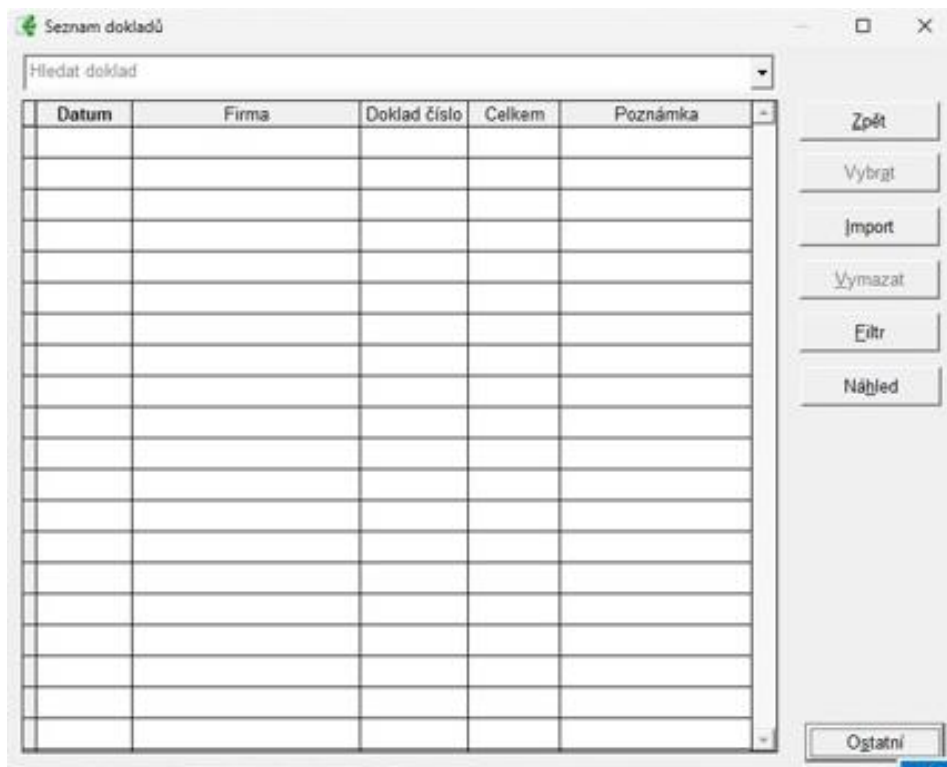 Seznam dokladů
Hledat doklad
Datum Firma Doklad číslo Celkem Poznámka
Zpět
Vybrat
Import
Vymazat
Filtr
Náhled
Ostatní